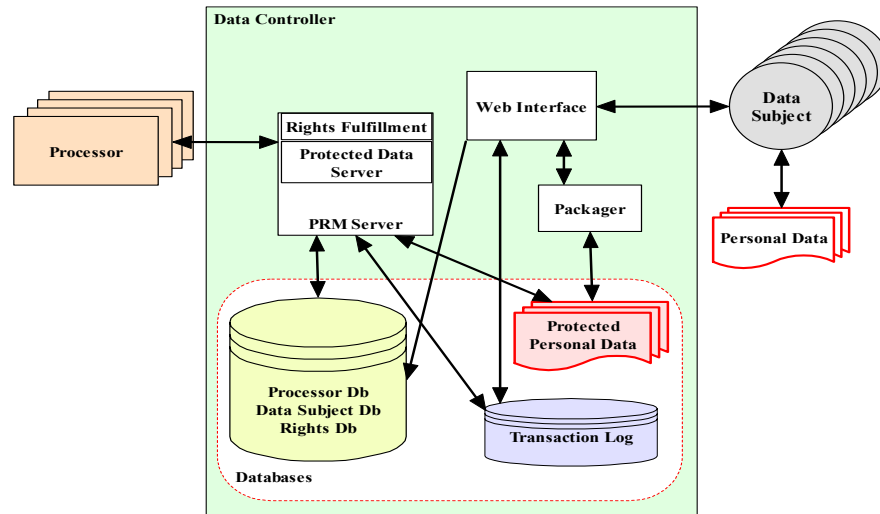 Data Controller
Processor
Rights Fulfillment
Protected Data
Server
PRM Server
Web Interface
Packager
Data
Subject
Personal Data
Protected
Personal Data
Processor Db
Data Subject Db
Rights Db
Transaction Log
Databases